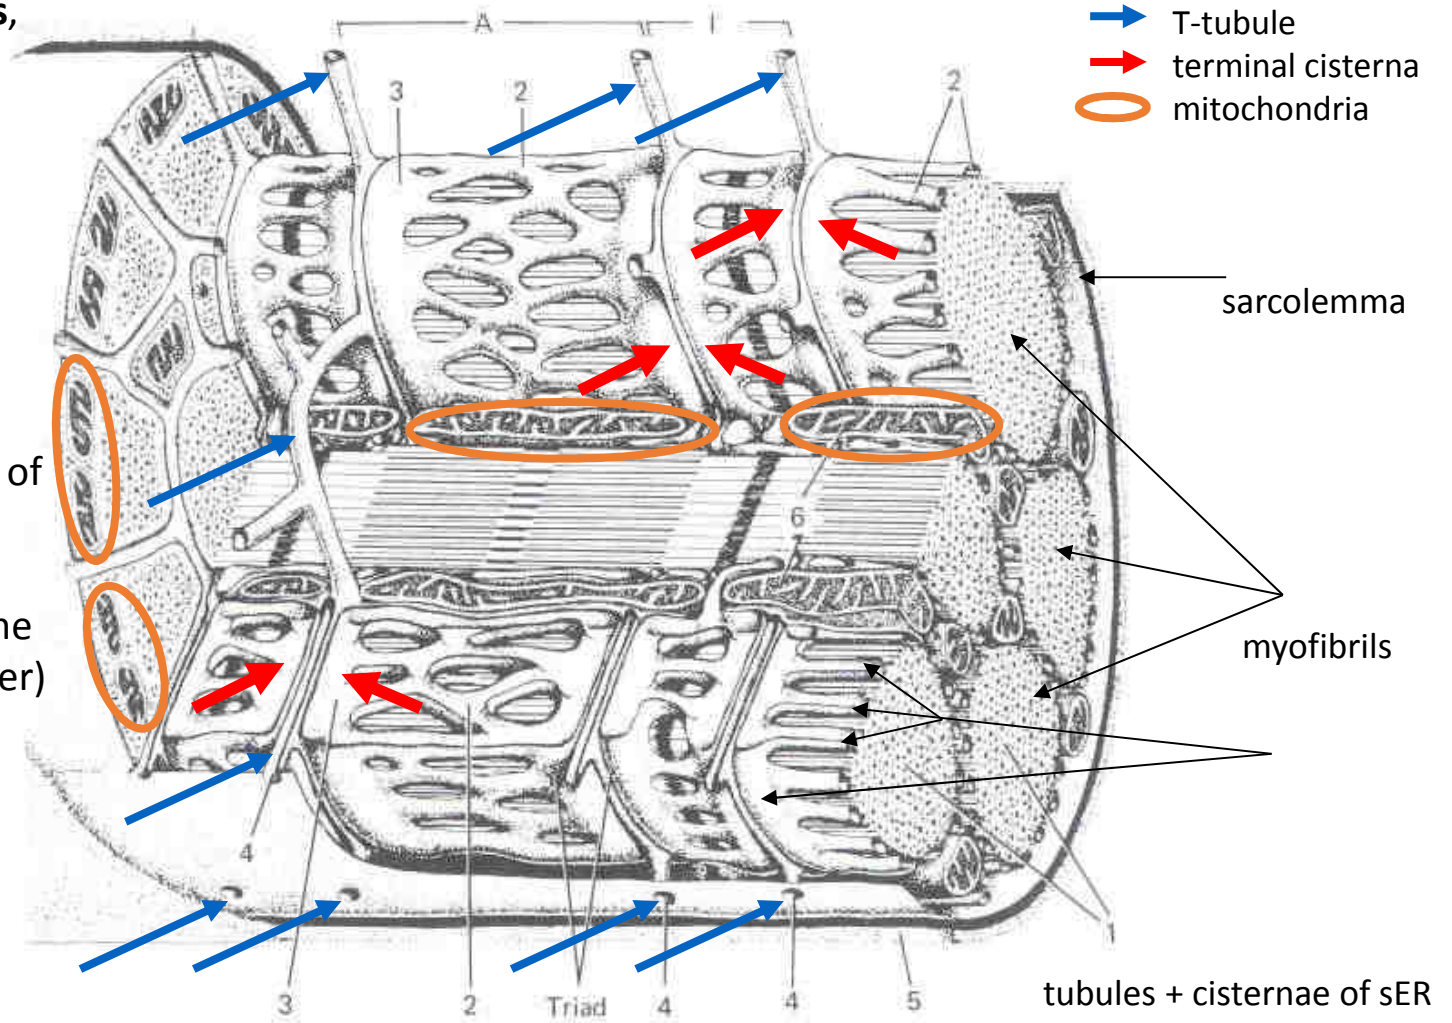 s,
A
I
T-tubule
terminal cisterna
mitochondria
3
2
2
sarcolemma
of
6
ne
er)
myofibrils
4
1
3
2
Triad
4
4
5
tubules + cisternae of sER